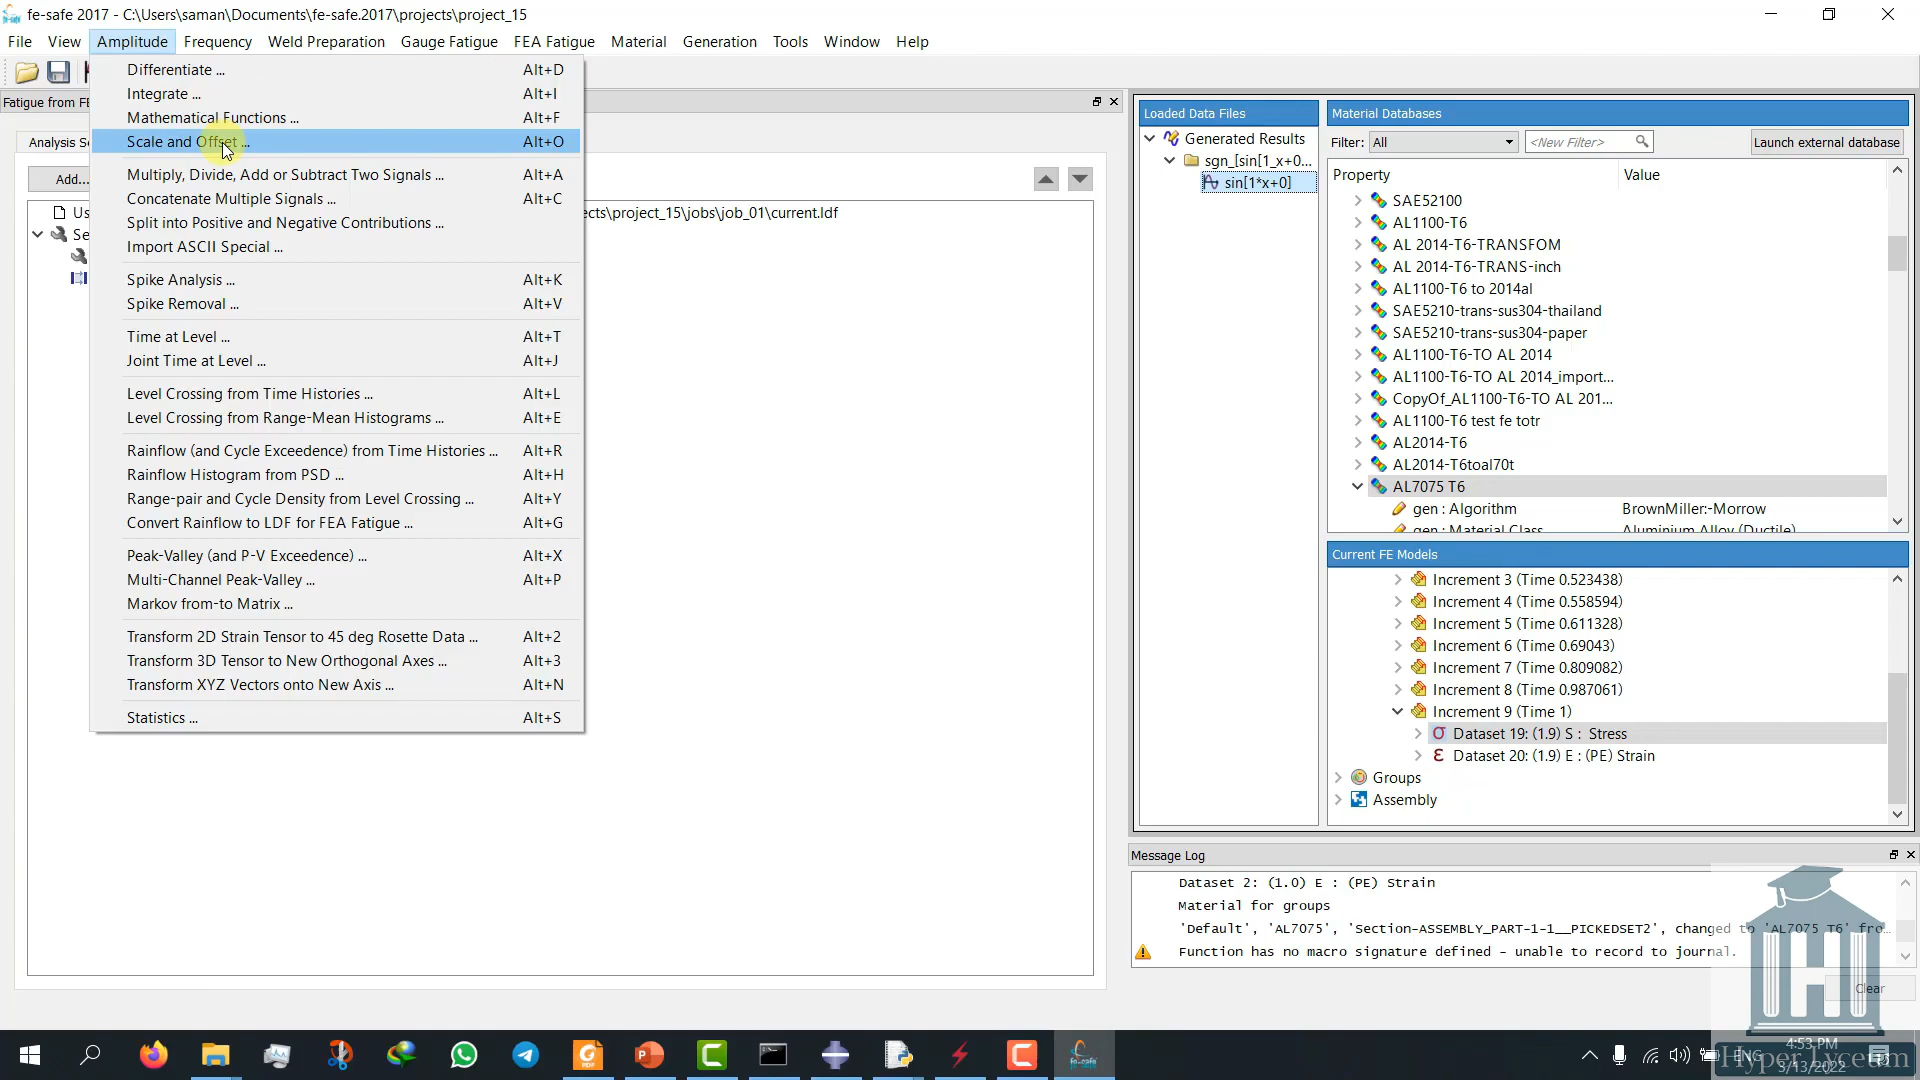 fe-safe 2017 - C:\Users\saman\Documents\fe-safe.2017\projects\project_15
File View Amplitude Frequency Weld Preparation Gauge Fatigue FEA Fatigue Material Generation Tools Window Help
Fatigue from FE
Analysis Se
Add...
Us
Se
ects\project_15\jobs\job_01\current.ldf
Differentiate ... Alt+D
Integrate ... Alt+I
Mathematical Functions ... Alt+F
Scale and Offset ... Alt+O
Multiply, Divide, Add or Subtract Two Signals ... Alt+A
Concatenate Multiple Signals ... Alt+C
Split into Positive and Negative Contributions ...
Import ASCII Special ...
Spike Analysis ... Alt+K
Spike Removal ... Alt+V
Time at Level ... Alt+T
Joint Time at Level ... Alt+J
Level Crossing from Time Histories ... Alt+L
Level Crossing from Range-Mean Histograms ... Alt+E
Rainflow (and Cycle Exceedence) from Time Histories ... Alt+R
Rainflow Histogram from PSD ... Alt+H
Range-pair and Cycle Density from Level Crossing ... Alt+Y
Convert Rainflow to LDF for FEA Fatigue ... Alt+G
Peak-Valley (and P-V Exceedence) ... Alt+X
Multi-Channel Peak-Valley ... Alt+P
Markov from-to Matrix ...
Transform 2D Strain Tensor to 45 deg Rosette Data ... Alt+2
Transform 3D Tensor to New Orthogonal Axes ... Alt+3
Transform XYZ Vectors onto New Axis ... Alt+N
Statistics ... Alt+S
Loaded Data Files
Generated Results
sgn_[sin[1_x+0...
sin[1*x+0]
Material Databases
Filter: All <New Filter> Launch external database
Property Value
SAE52100
AL1100-T6
AL 2014-T6-TRANSFOM
AL 2014-T6-TRANS-inch
AL1100-T6 to 2014al
SAE5210-trans-sus304-thailand
SAE5210-trans-sus304-paper
AL1100-T6-TO AL 2014
AL1100-T6-TO AL 2014_import...
CopyOf_AL1100-T6-TO AL 201...
AL1100-T6 test fe totr
AL2014-T6
AL2014-T6toal70t
AL7075 T6
gen : Algorithm BrownMiller:-Morrow
gen : Material Class Aluminium Alloy (Ductile)
Current FE Models
Increment 3 (Time 0.523438)
Increment 4 (Time 0.558594)
Increment 5 (Time 0.611328)
Increment 6 (Time 0.69043)
Increment 7 (Time 0.809082)
Increment 8 (Time 0.987061)
Increment 9 (Time 1)
Dataset 19: (1.9) S : Stress
Dataset 20: (1.9) E : (PE) Strain
Groups
Assembly
Message Log
Dataset 2: (1.0) E : (PE) Strain
Material for groups
'Default', 'AL7075', 'Section-ASSEMBLY_PART-1-1__PICKEDSET2', changed to 'AL7075 T6' fro...
Function has no macro signature defined - unable to record to journal.
Clear
ENG
4:53 PM
3/13/2022
Hyper Lyceum